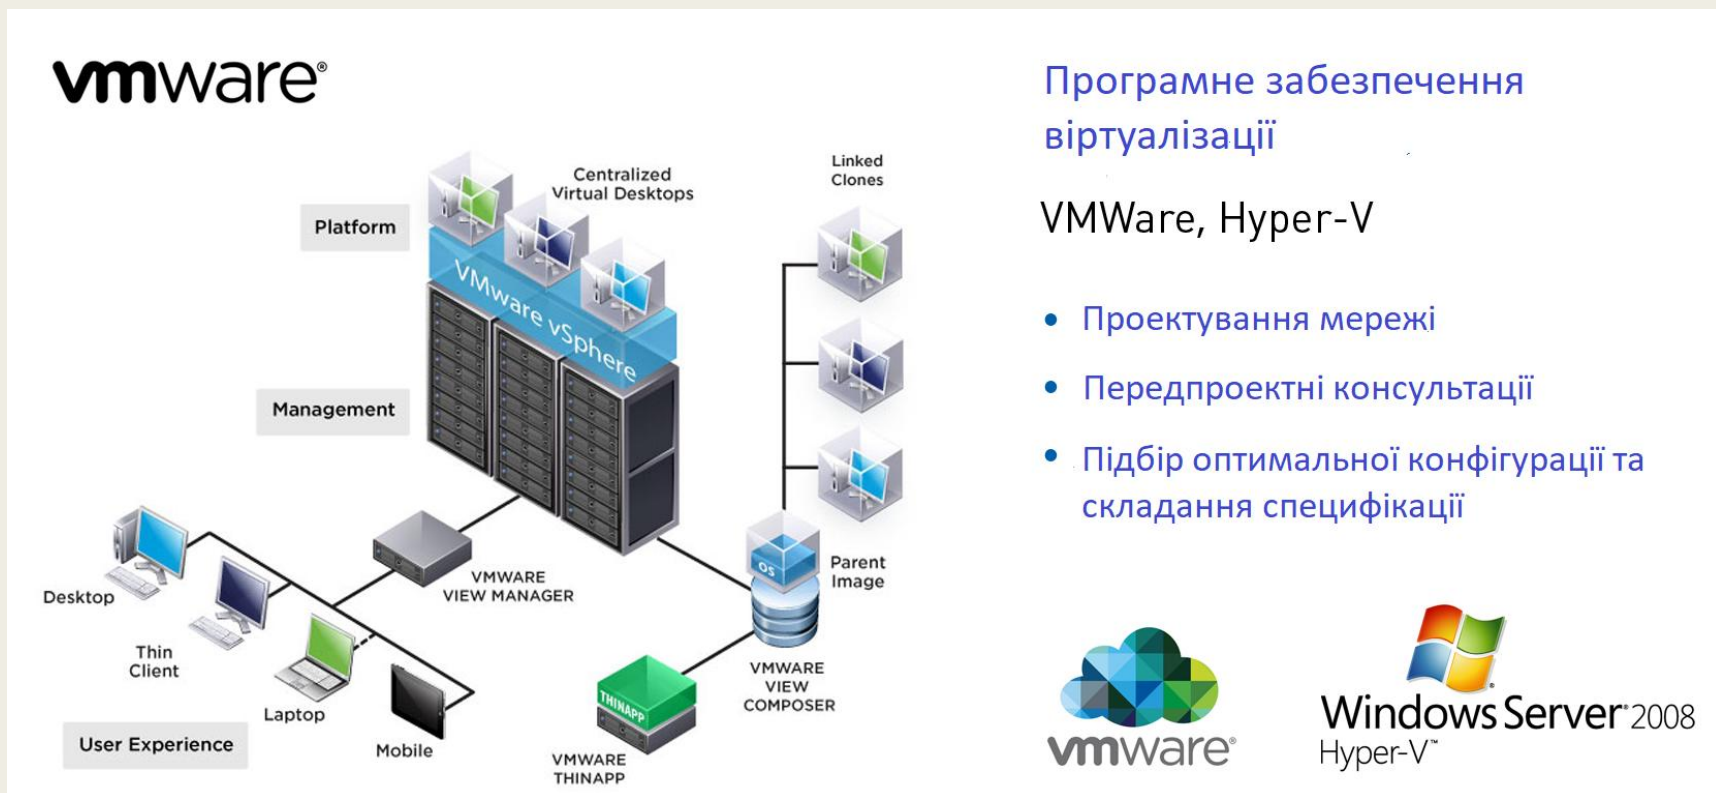 vmware®
Centralized
Virtual Desktops
Linked
Clones
Platform
VMware vSphere
Management
Desktop
Thin
Client
Laptop
Mobile
User Experience
VMWARE
VIEW MANAGER
OS
Parent
Image
THINAPP
VMWARE
THINAPP
VMWARE
VIEW
COMPOSER
Програмне забезпечення
віртуалізації
VMWare, Hyper-V
• Проектування мережі
• Передпроектні консультації
• Підбір оптимальної конфігурації та
складання специфікації
vmware®
Windows Server® 2008
Hyper-V™